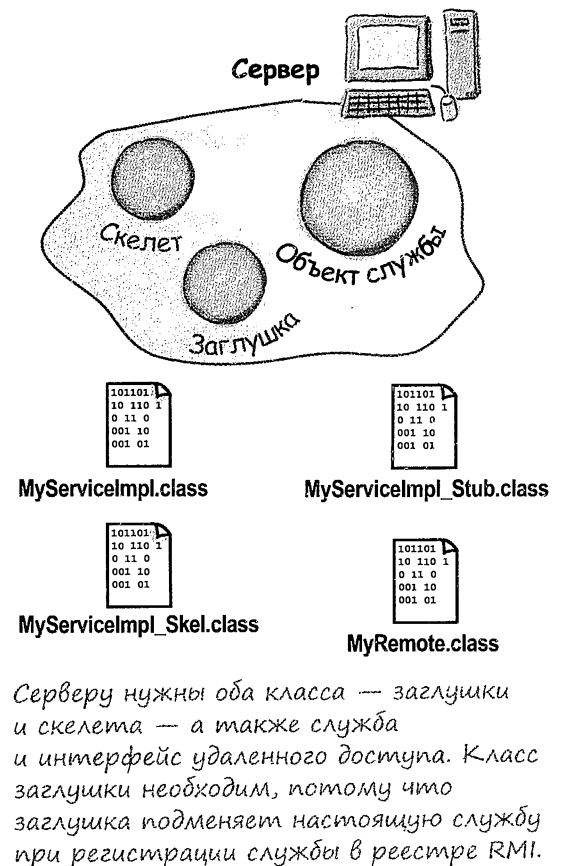 Сервер
Скелет
Объект службы
Заглушка
101101
10 110 1
0 11 0
001 10
001 01
MyServiceImpl.class
101101
10 110 1
0 11 0
001 10
001 01
MyServiceImpl_Stub.class
101101
10 110 1
0 11 0
001 10
001 01
MyServiceImpl_Skel.class
101101
10 110 1
0 11 0
001 10
001 01
MyRemote.class
Серверу нужны оба класса — заглушки
и скелета — а также служба
и интерфейс удаленного доступа. Класс
заглушки необходим, потому что
заглушка подменяет настоящую службу
при регистрации службы в реестре RMI.